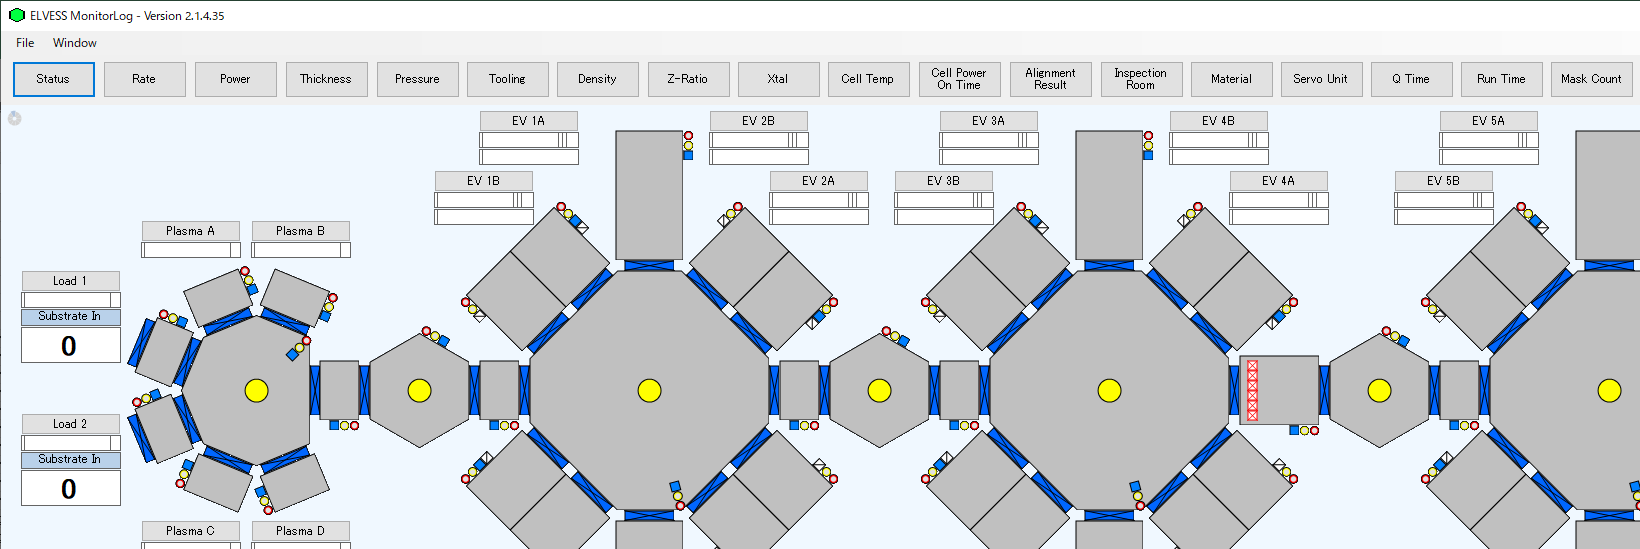 ELVESS MonitorLog - Version 2.1.4.35
File Window
Status Rate Power Thickness Pressure Tooling Density Z-Ratio Xtal Cell Temp Cell Power On Time Alignment Result Inspection Room Material Servo Unit Q Time Run Time Mask Count
EV 1A EV 2B EV 3A EV 4B EV 5A
EV 1B EV 2A EV 3B EV 4A EV 5B
Plasma A Plasma B
Load 1
Substrate In
0
Load 2
Substrate In
0
Plasma C Plasma D